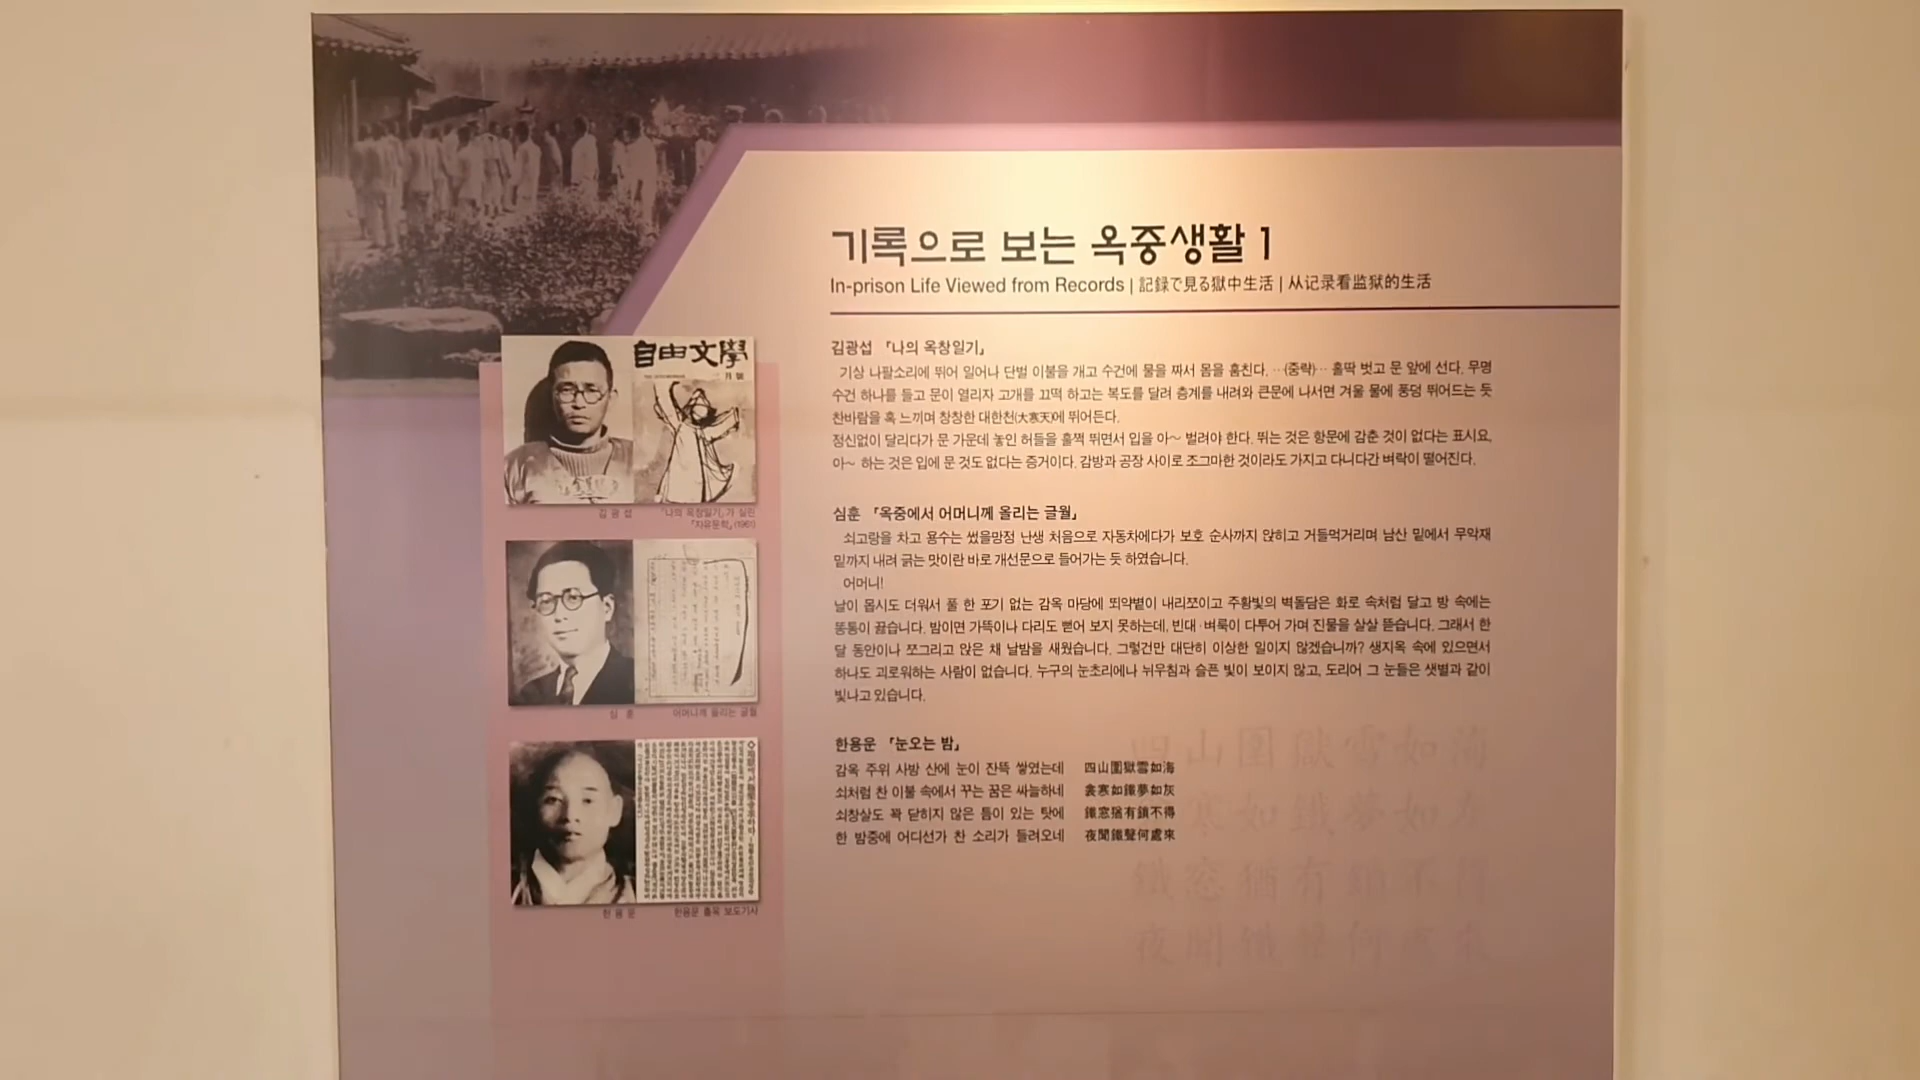 기록으로 보는 옥중생활 1
In-prison Life Viewed from Records | 記録で見る獄中生活 | 从记录看监狱的生活
김광섭 「나의 옥창일기」
기상 나팔소리에 뛰어 일어나 단벌 이불을 개고 수건에 물을 짜서 몸을 훔친다. …(중략)… 홀딱 벗고 문 앞에 선다. 무명
수건 하나를 들고 문이 열리자 고개를 끄떡 하고는 복도를 달려 층계를 내려와 큰문에 나서면 겨울 물에 풍덩 뛰어드는 듯
찬바람을 혹 느끼며 창창한 대한천(大寒天)에 뛰어든다.
정신없이 달리다가 문 가운데 놓인 허들을 훌쩍 뛰면서 입을 아~ 벌려야 한다. 뛰는 것은 항문에 감춘 것이 없다는 표시요,
아~ 하는 것은 입에 문 것도 없다는 증거이다. 감방과 공장 사이로 조그마한 것이라도 가지고 다니다간 벼락이 떨어진다.
심훈 「옥중에서 어머니께 올리는 글월」
쇠고랑을 차고 용수는 썼을망정 난생 처음으로 자동차에다가 보호 순사까지 앉히고 거들먹거리며 남산 밑에서 무악재
밑까지 내려 긁는 맛이란 바로 개선문으로 들어가는 듯 하였습니다.
어머니!
날이 몹시도 더워서 풀 한 포기 없는 감옥 마당에 뙤약볕이 내리쪼이고 주황빛의 벽돌담은 화로 속처럼 달고 방 속에는
똥통이 끓습니다. 밤이면 가뜩이나 다리도 뻗어 보지 못하는데, 빈대·벼룩이 다투어 가며 진물을 살살 뜯습니다. 그래서 한
달 동안이나 쪼그리고 앉은 채 날밤을 새웠습니다. 그렇건만 대단히 이상한 일이지 않겠습니까? 생지옥 속에 있으면서
하나도 괴로워하는 사람이 없습니다. 누구의 눈초리에나 뉘우침과 슬픈 빛이 보이지 않고, 도리어 그 눈들은 샛별과 같이
빛나고 있습니다.
한용운 「눈오는 밤」
감옥 주위 사방 산에 눈이 잔뜩 쌓였는데 四山圍獄雪如海
쇠처럼 찬 이불 속에서 꾸는 꿈은 싸늘하네 衾寒如鐵夢如灰
쇠창살도 꽉 닫히지 않은 틈이 있는 탓에 鐵窓猶有鎖不得
한 밤중에 어디선가 찬 소리가 들려오네 夜聞鐵聲何處來
自由文學
김 광 섭
「나의 옥창일기」가 실린
『자유문학』(1961)
심 훈
어머니께 올리는 글월
한 용 운
한용운 출옥 보도기사